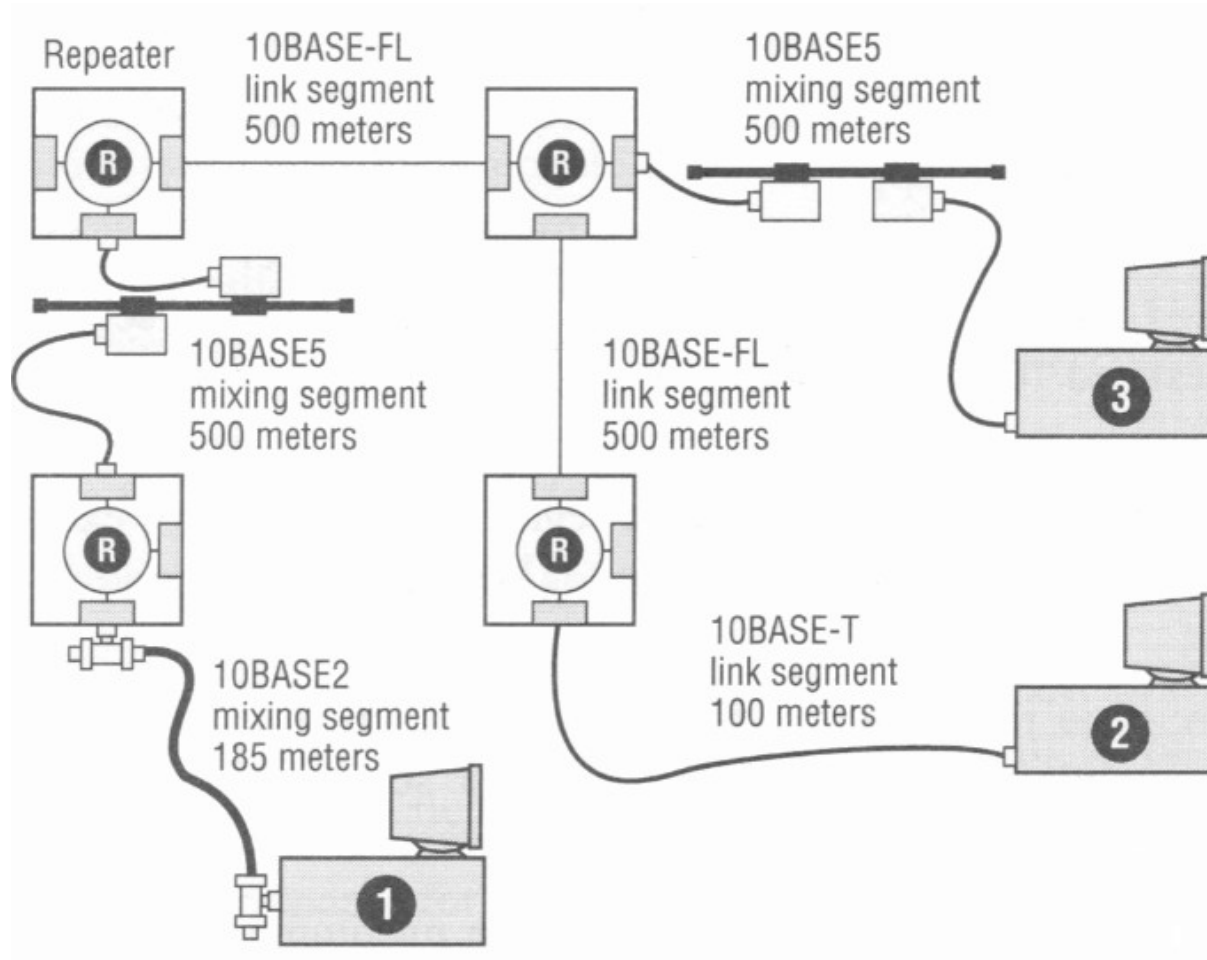 Repeater
10BASE-FL
link segment
500 meters
10BASE5
mixing segment
500 meters
R
R
10BASE5
mixing segment
500 meters
10BASE-FL
link segment
500 meters
3
R
R
10BASE2
mixing segment
185 meters
10BASE-T
link segment
100 meters
2
1